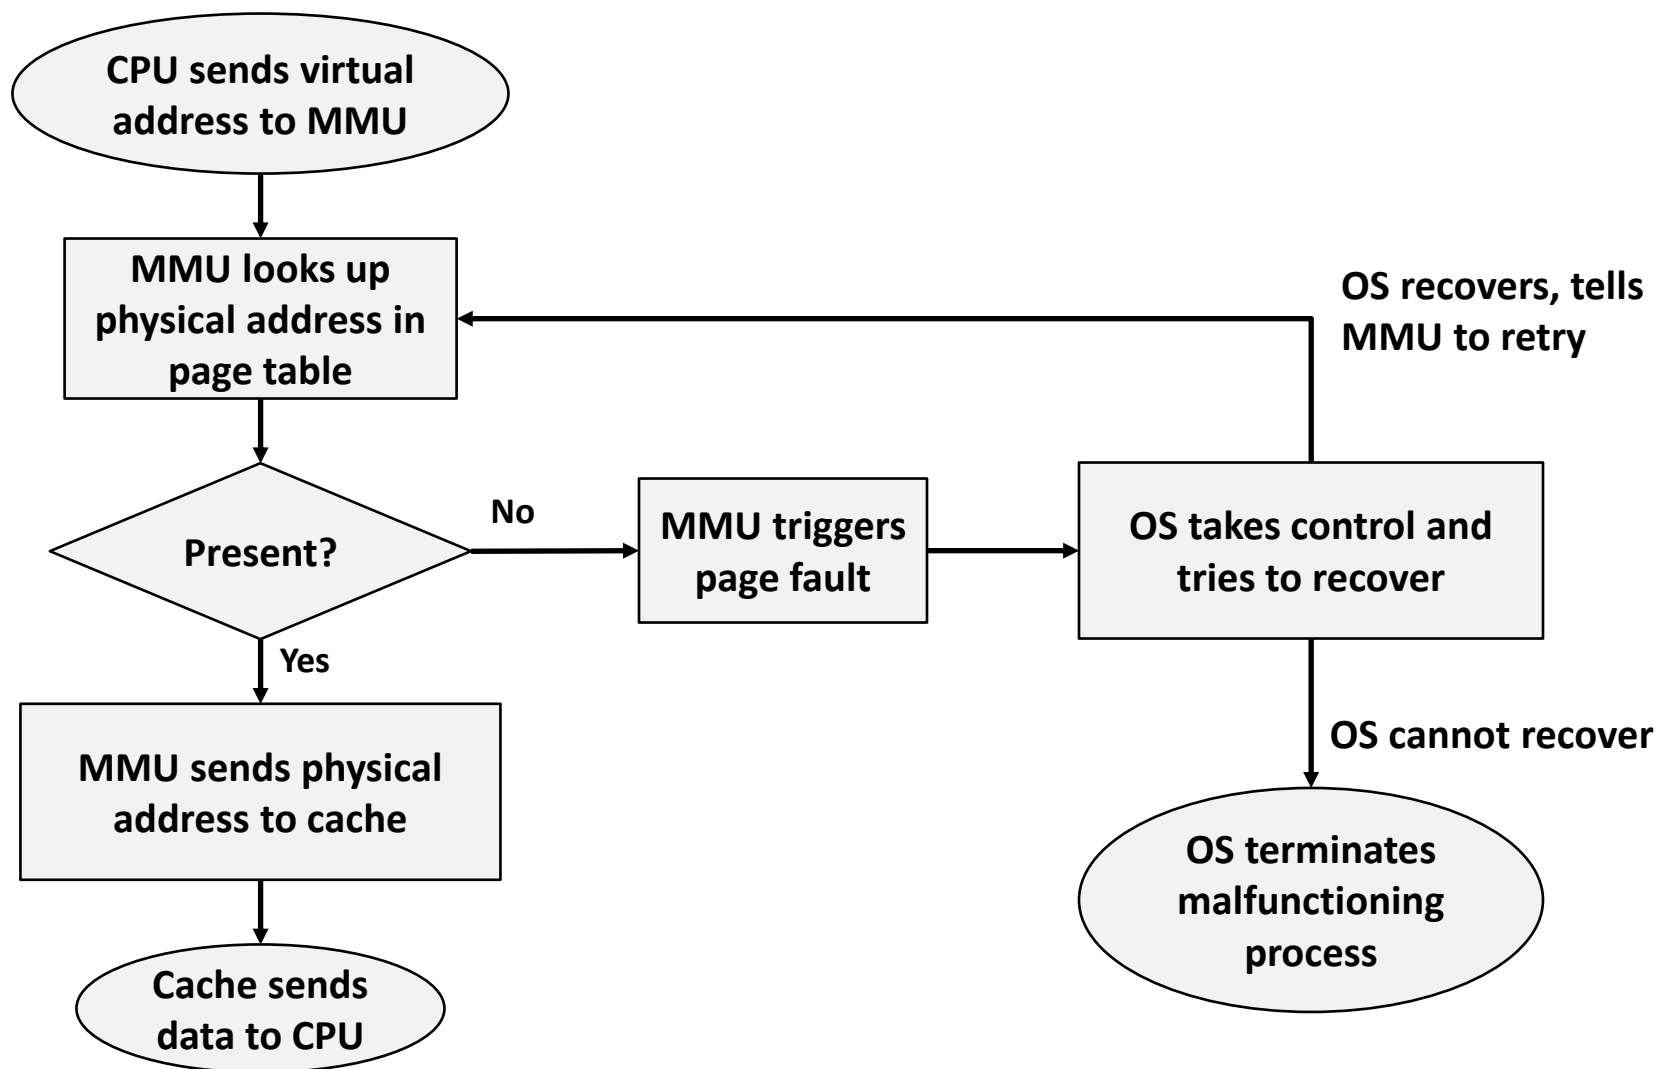 CPU sends virtual
address to MMU
MMU looks up
physical address in
page table
OS recovers, tells
MMU to retry
Present?
No
MMU triggers
page fault
OS takes control and
tries to recover
Yes
MMU sends physical
address to cache
OS cannot recover
OS terminates
malfunctioning
process
Cache sends
data to CPU